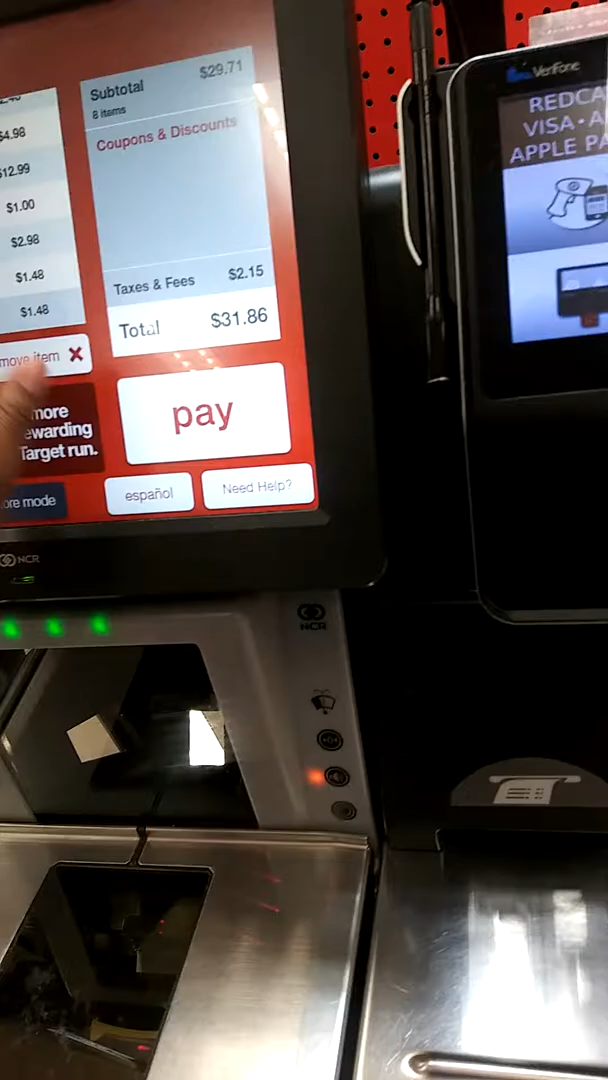 $4.98
$12.99
$1.00
$2.98
$1.48
$1.48
move item
more
ewarding
Target run.
ore mode
Subtotal $29.71
8 items
Coupons & Discounts
Taxes & Fees $2.15
Total $31.86
pay
español
Need Help?
NCR
NCR
VeriFone
REDCA
VISA • A
APPLE PA